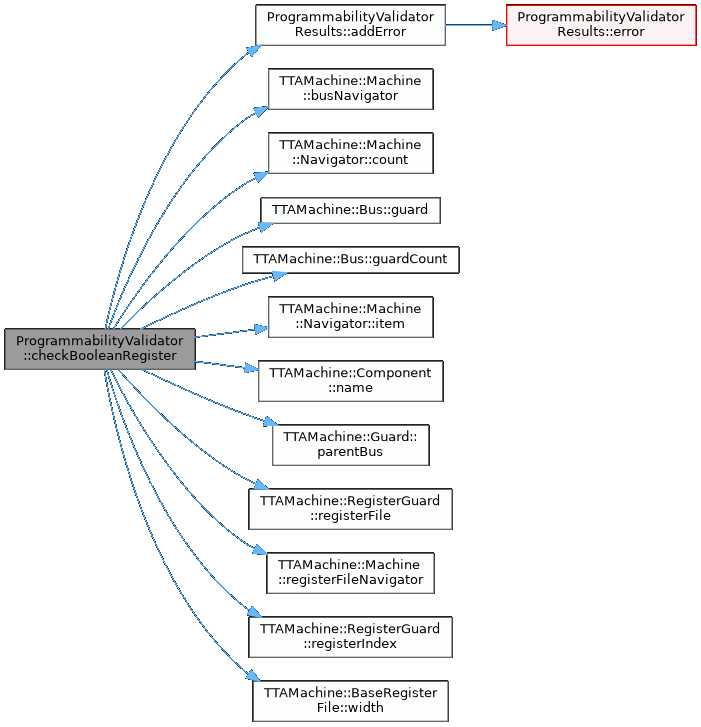 ProgrammabilityValidator
Results::addError
ProgrammabilityValidator
Results::error
TTAMachine::Machine
::busNavigator
TTAMachine::Machine
::Navigator::count
TTAMachine::Bus::guard
TTAMachine::Bus::guardCount
TTAMachine::Machine
::Navigator::item
ProgrammabilityValidator
::checkBooleanRegister
TTAMachine::Component
::name
TTAMachine::Guard::
parentBus
TTAMachine::RegisterGuard
::registerFile
TTAMachine::Machine
::registerFileNavigator
TTAMachine::RegisterGuard
::registerIndex
TTAMachine::BaseRegister
File::width